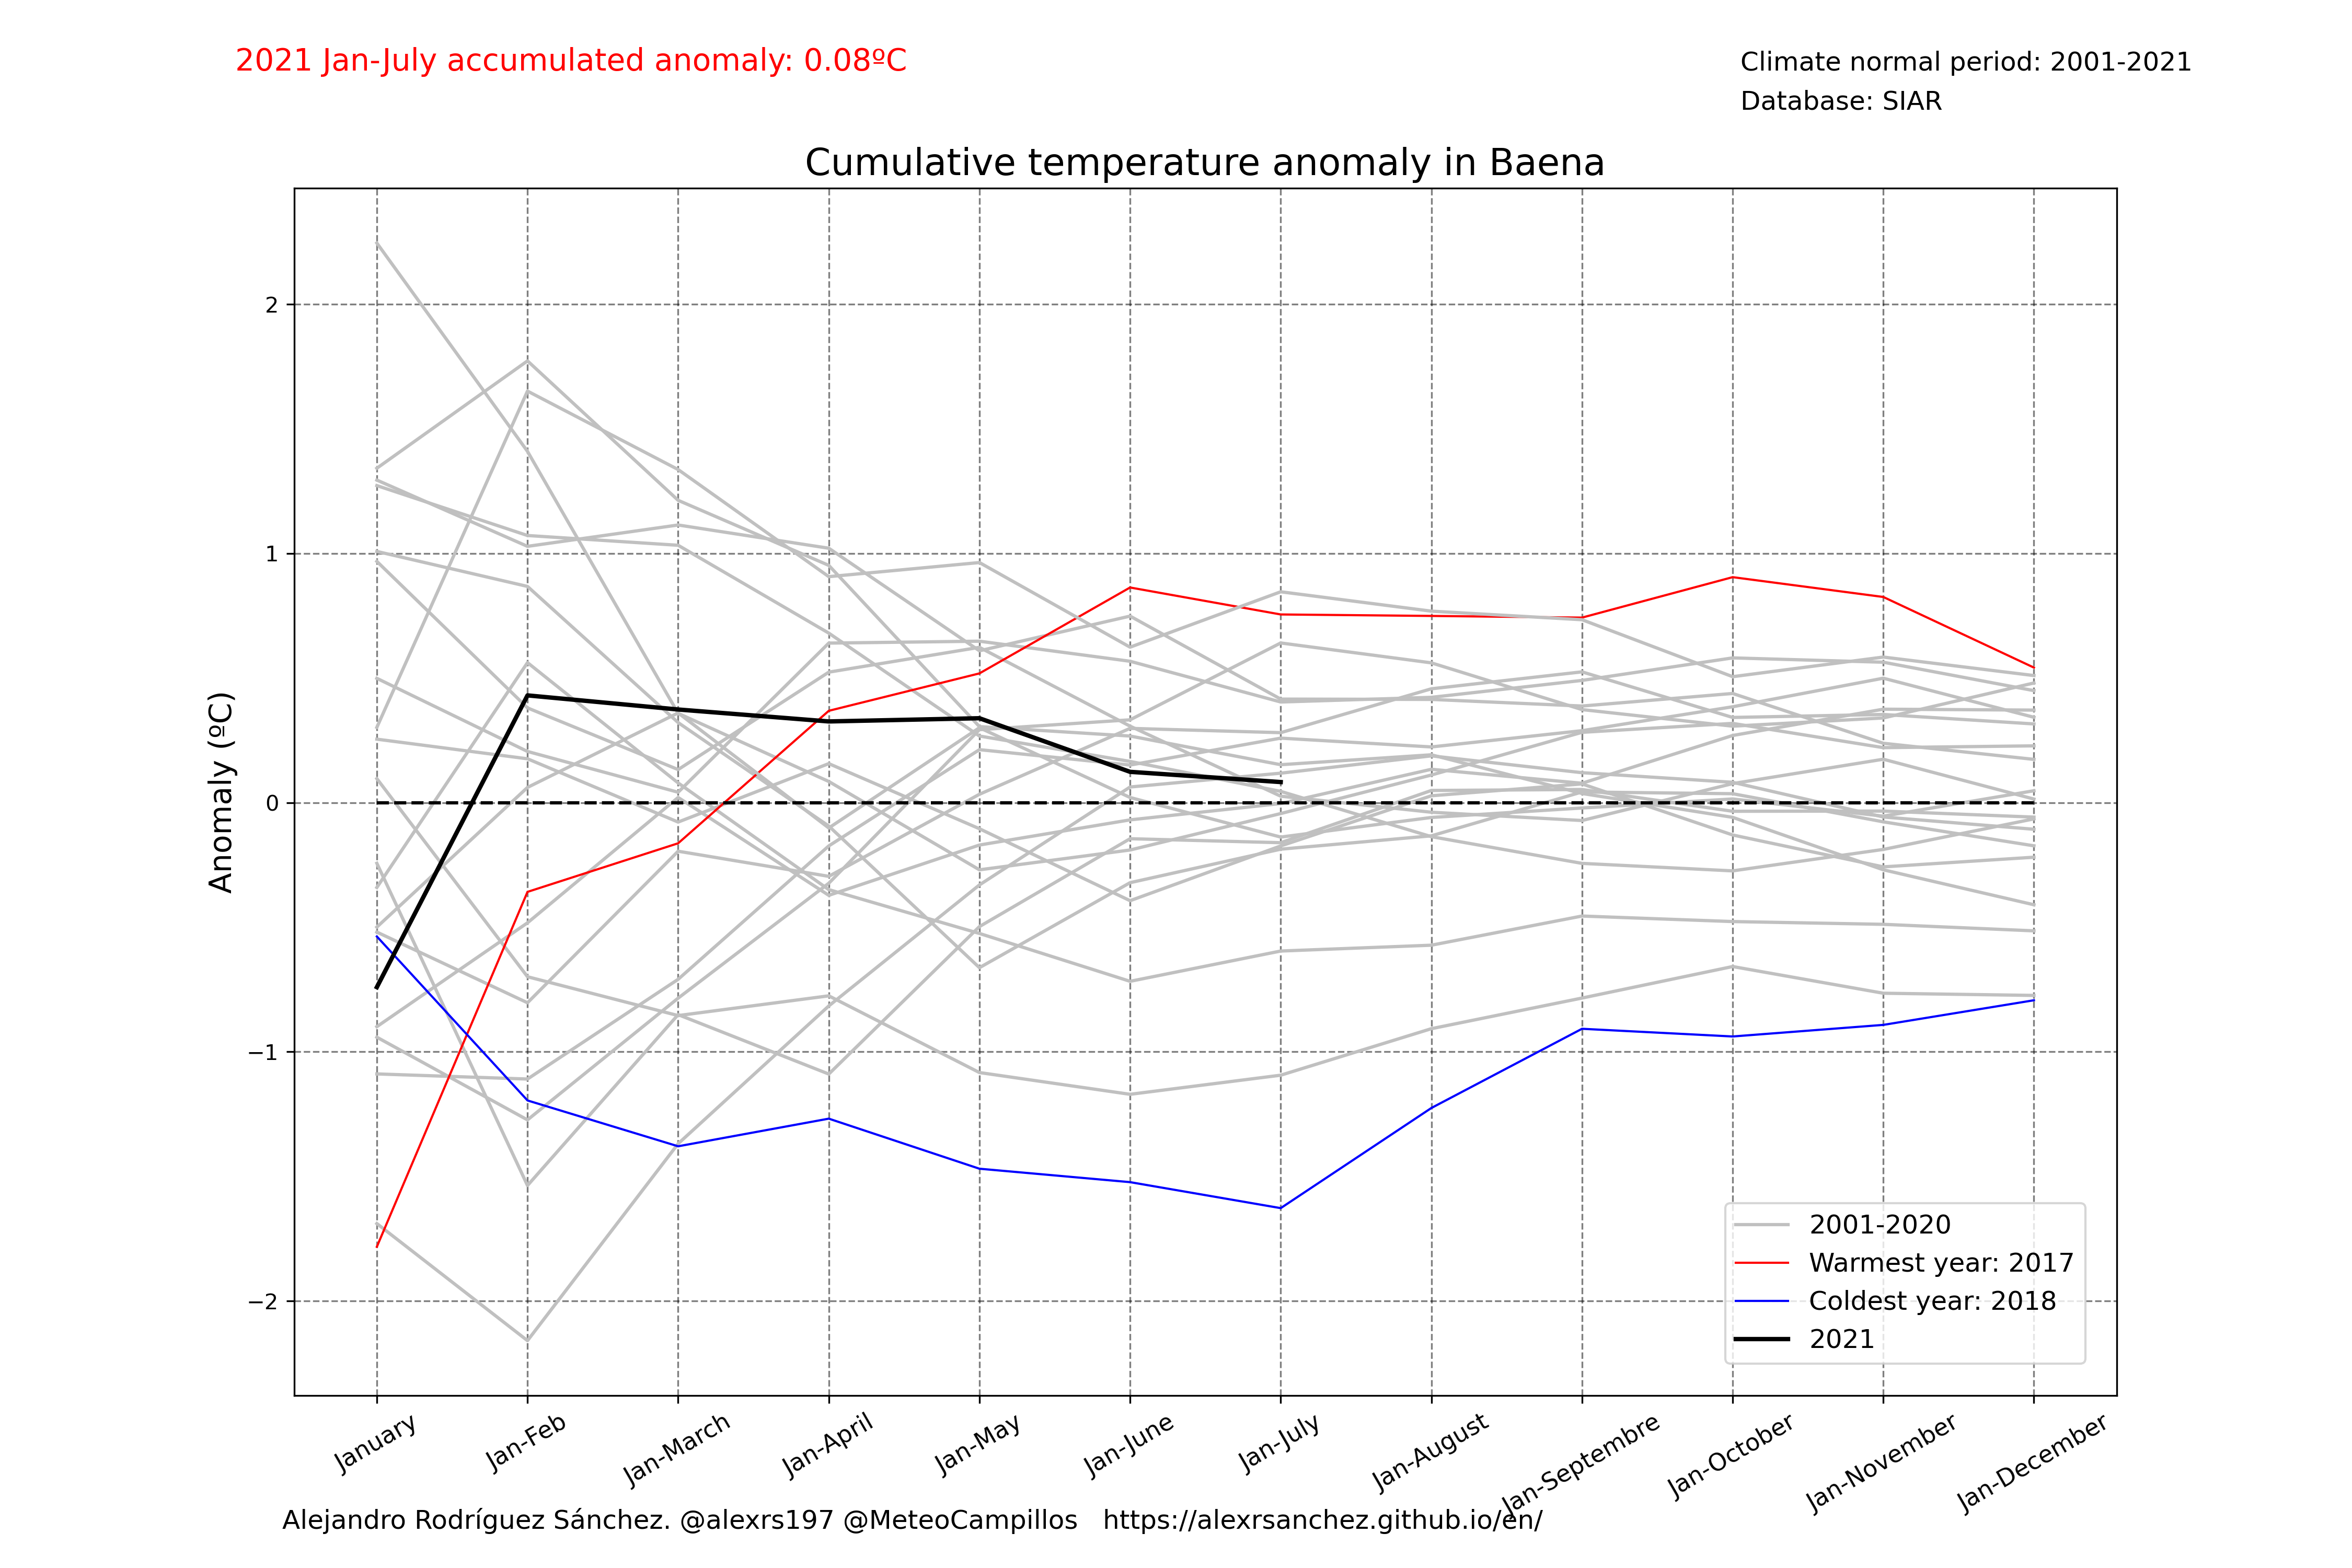 2021 Jan-July accumulated anomaly: 0.08ºC
Climate normal period: 2001-2021
Database: SIAR
Cumulative temperature anomaly in Baena
Anomaly (ºC)
2
1
0
−1
−2
2001-2020
Warmest year: 2017
Coldest year: 2018
2021
January
Jan-Feb
Jan-March
Jan-April
Jan-May
Jan-June
Jan-July
Jan-August
Jan-Septembre
Jan-October
Jan-November
Jan-December
Alejandro Rodríguez Sánchez. @alexrs197 @MeteoCampillos https://alexrsanchez.github.io/en/